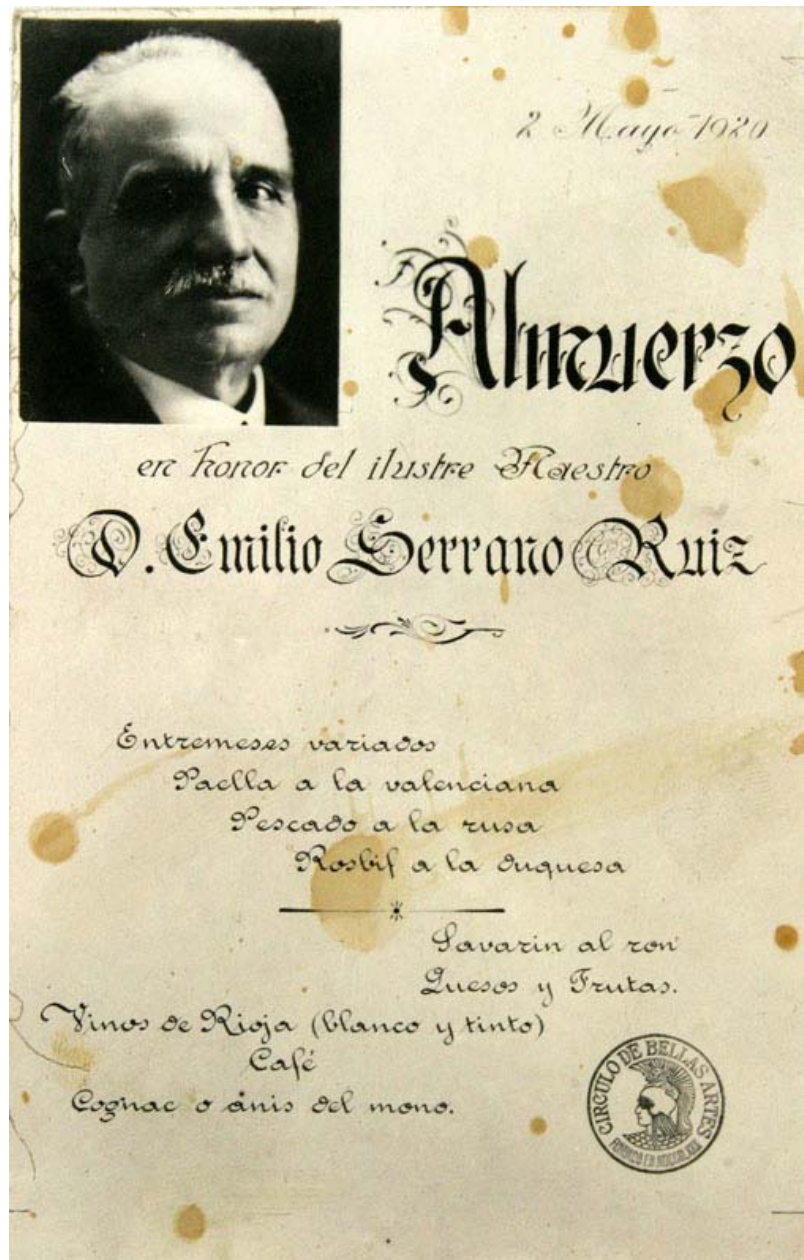 2 Mayo 1920
Almuerzo
en honor del ilustre Maestro
D. Emilio Serrano Ruiz
Entremeses variados
Paella a la valenciana
Pescado a la rusa
Rosbif a la duquesa
Savarin al ron
Quesos y Frutas.
Vinos de Rioja (blanco y tinto)
Café
Cognac o ánis del mono.
CIRCULO DE BELLAS ARTES